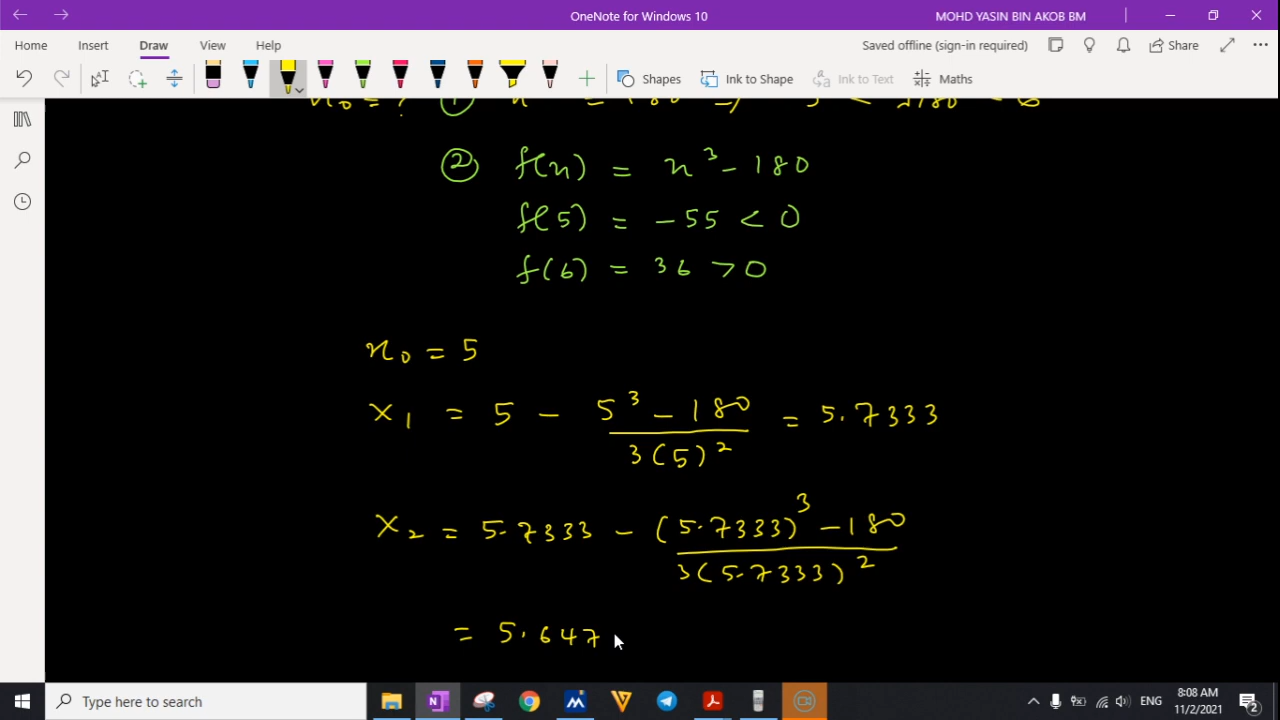 OneNote for Windows 10
MOHD YASIN BIN AKOB BM
Home Insert Draw View Help
Saved offline (sign-in required)
Share
Shapes
Ink to Shape
Ink to Text
Maths
② f(x) = x³ - 180
f(5) = -55 < 0
f(6) = 36 > 0
x₀ = 5
x₁ = 5 - (5³ - 180)/(3(5)²) = 5.7333
x₂ = 5.7333 - ((5.7333)³ - 180)/(3(5.7333)²)
= 5.647
Type here to search
ENG
8:08 AM
11/2/2021
2